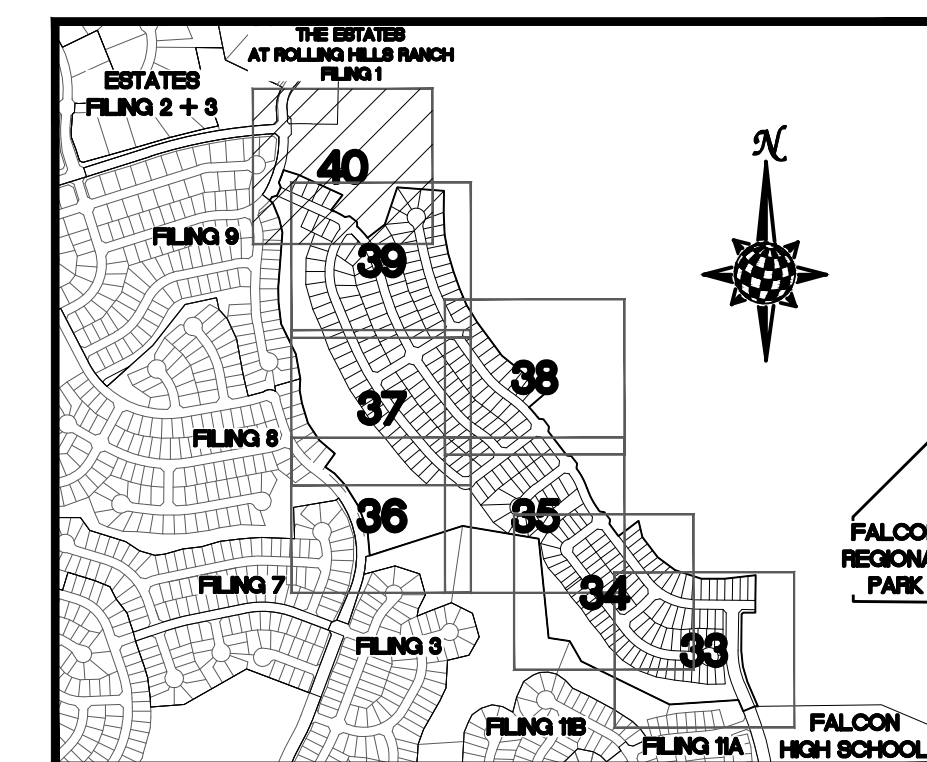 THE ESTATES
AT ROLLING HILLS RANCH
FILING 1
ESTATES
FILING 2 + 3
N
40
FILING 9
39
38
37
FILING 8
36
35
FALCON
REGIONA
PARK
FILING 7
34
FILING 3
33
FILING 11B
FILING 11A
FALCON
HIGH SCHOOL